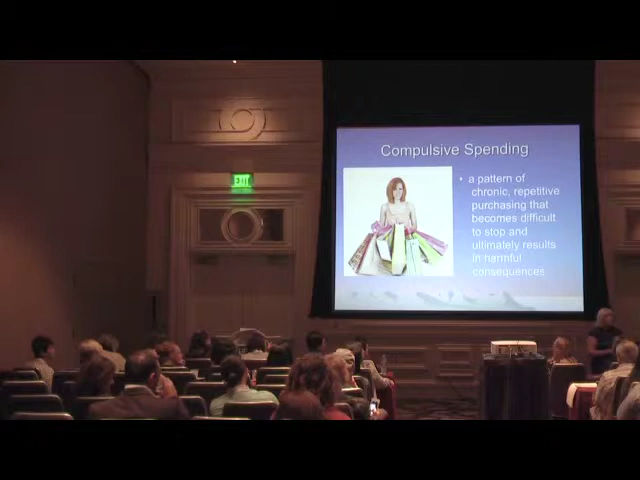 Compulsive Spending
• a pattern of
chronic, repetitive
purchasing that
becomes difficult
to stop and
ultimately results
in harmful
consequences
EXIT